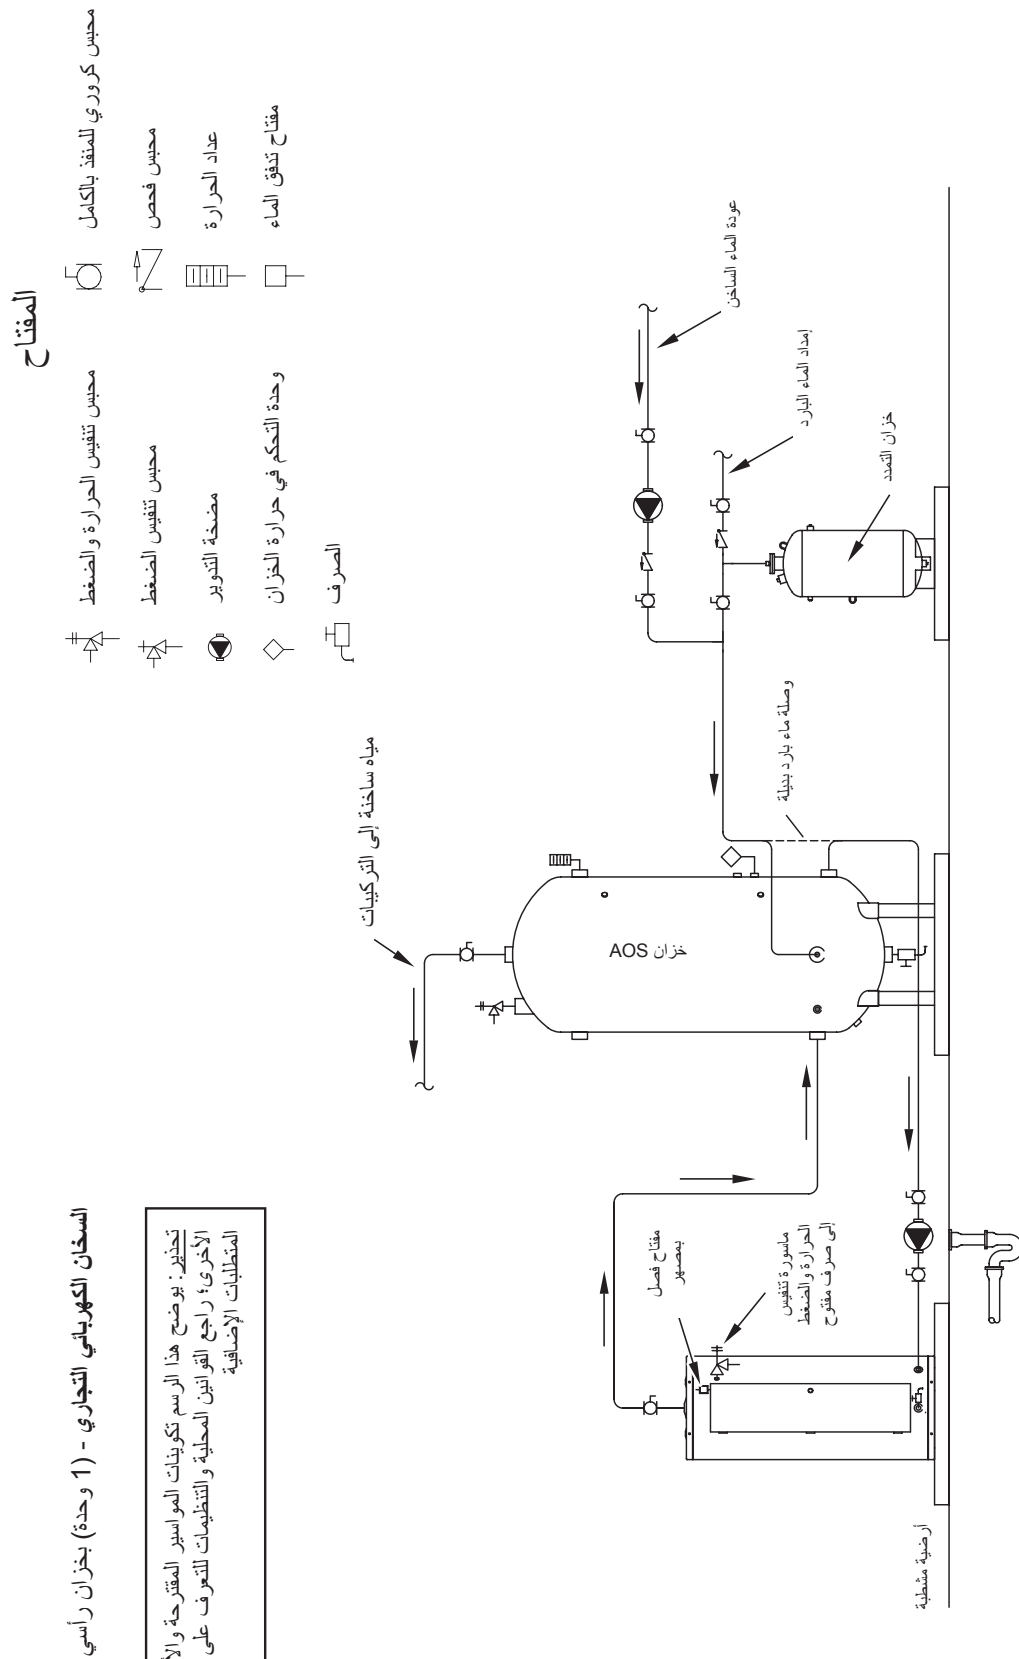 السخان الكهربائي التجاري - (1 وحدة) بخزان رأسي
تحذير: يوضح هذا الرسم تكوينات المواسير المقترحة والأ
الأخرى؛ راجع القوانين المحلية والتنظيمات للتعرف على
المتطلبات الإضافية
المفتاح
محبس كروي للمنفذ بالكامل
محبس فحص
عداد الحرارة
مفتاح تدفق الماء
محبس تنفيس الحرارة والضغط
محبس تنفيس الضغط
مضخة التدوير
وحدة التحكم في حرارة الخزان
الصرف
مياه ساخنة إلى التركيبات
عودة الماء الساخن
إمداد الماء البارد
خزان التمدد
وصلة ماء بارد بديلة
خزان AOS
مفتاح فصل
بمصهر
ماسورة تنفيس
الحرارة والضغط
إلى صرف مفتوح
أرضية مشطبة